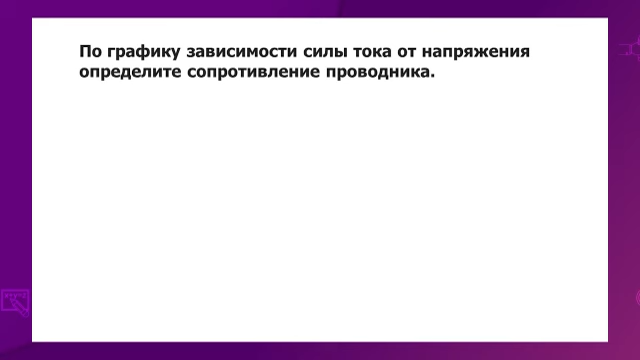 По графику зависимости силы тока от напряжения
определите сопротивление проводника.